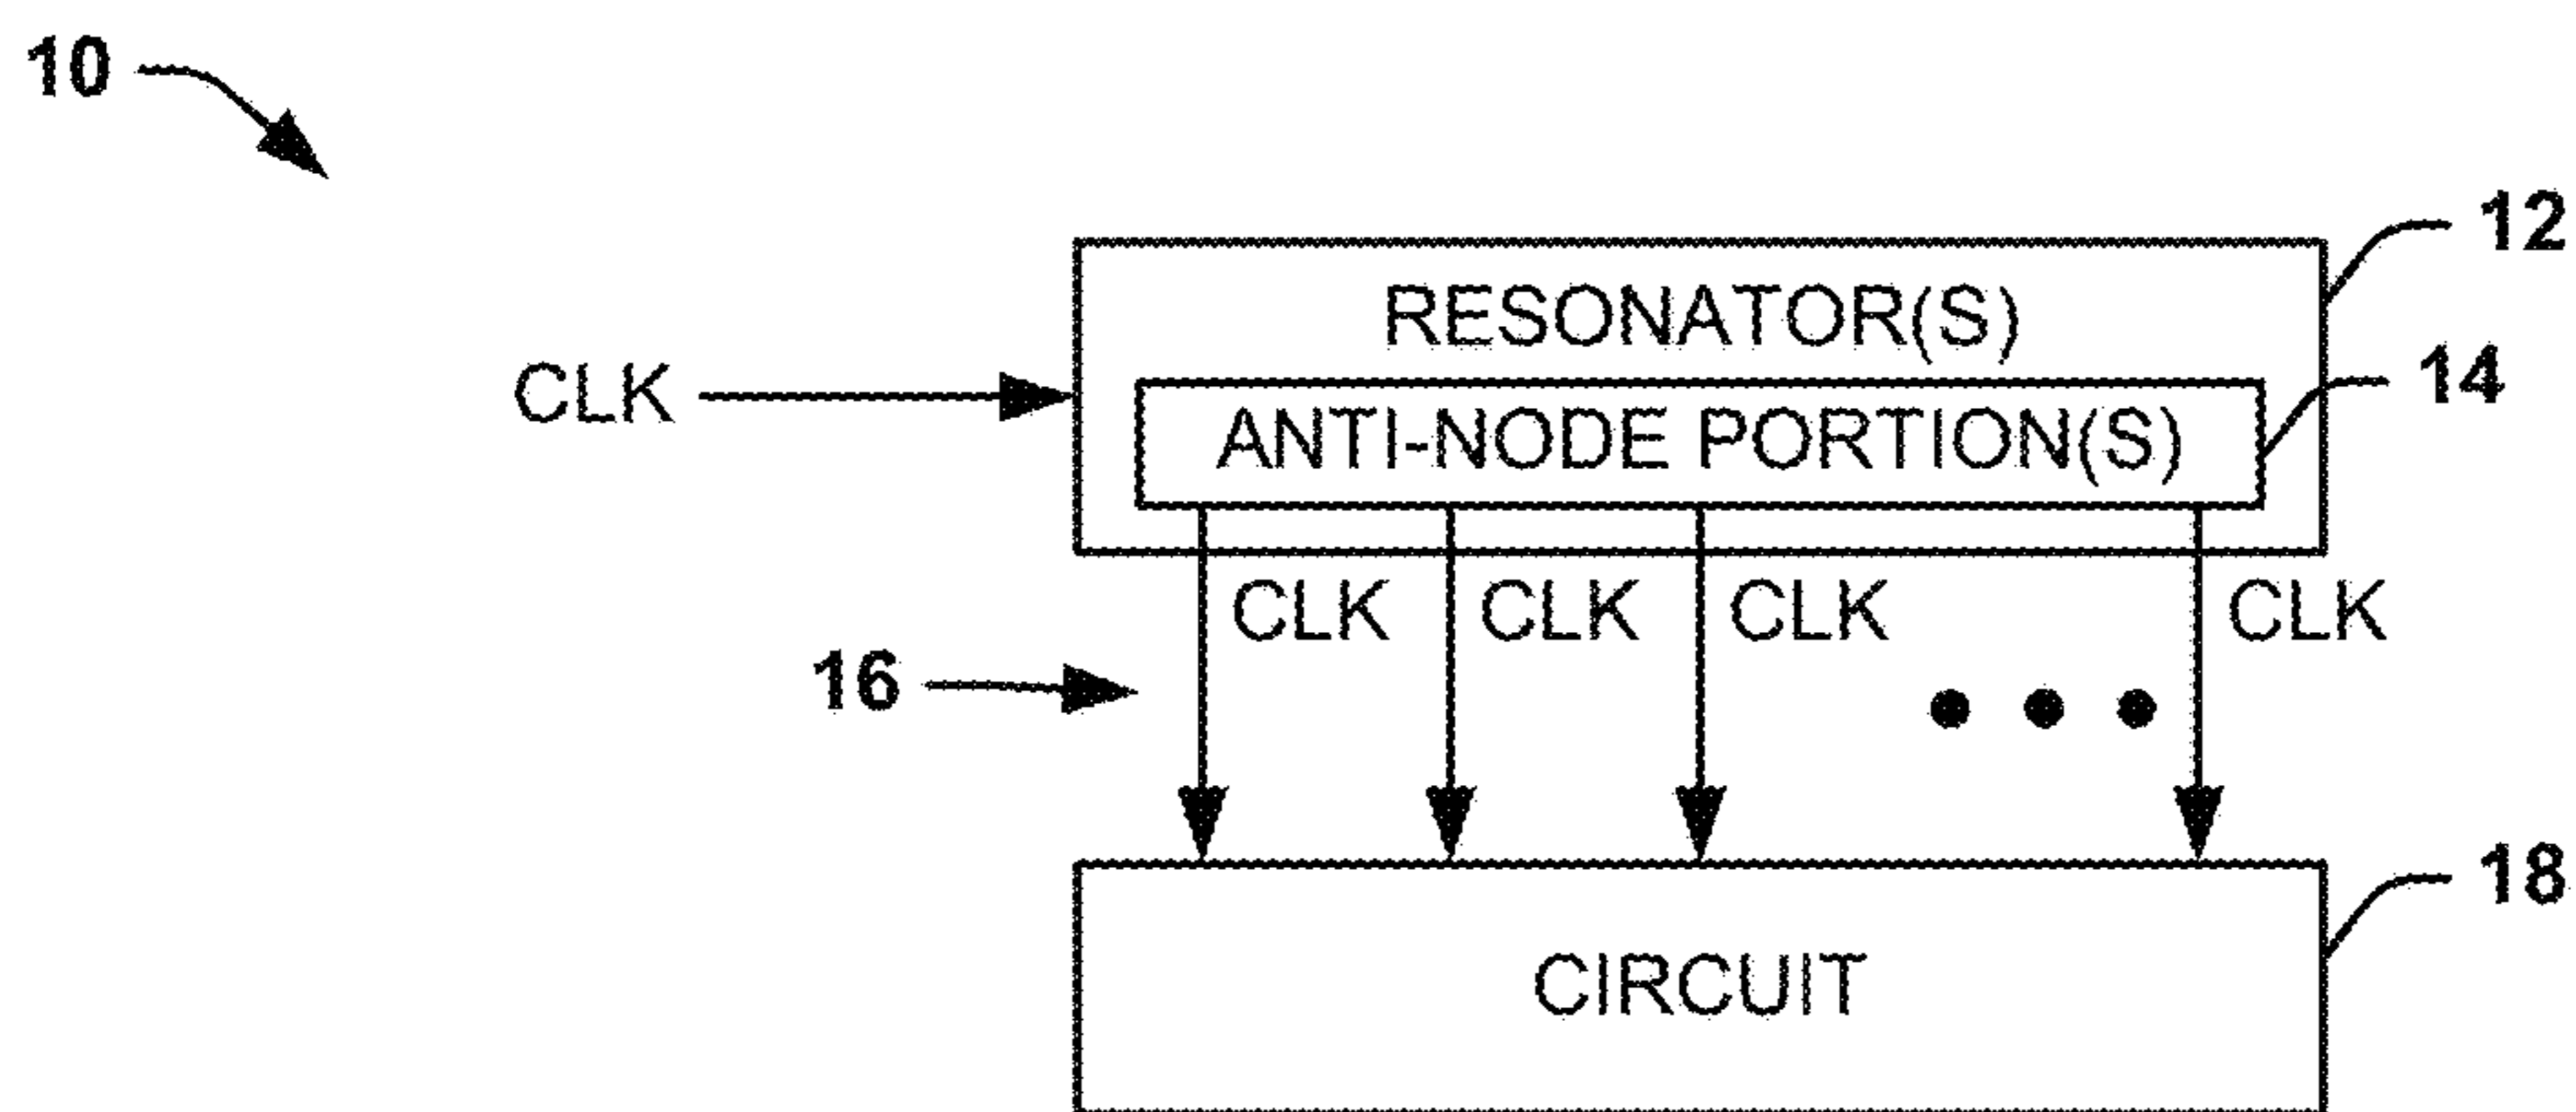 10
12
RESONATOR(S)
14
CLK
ANTI-NODE PORTION(S)
CLK CLK CLK CLK
16
18
CIRCUIT